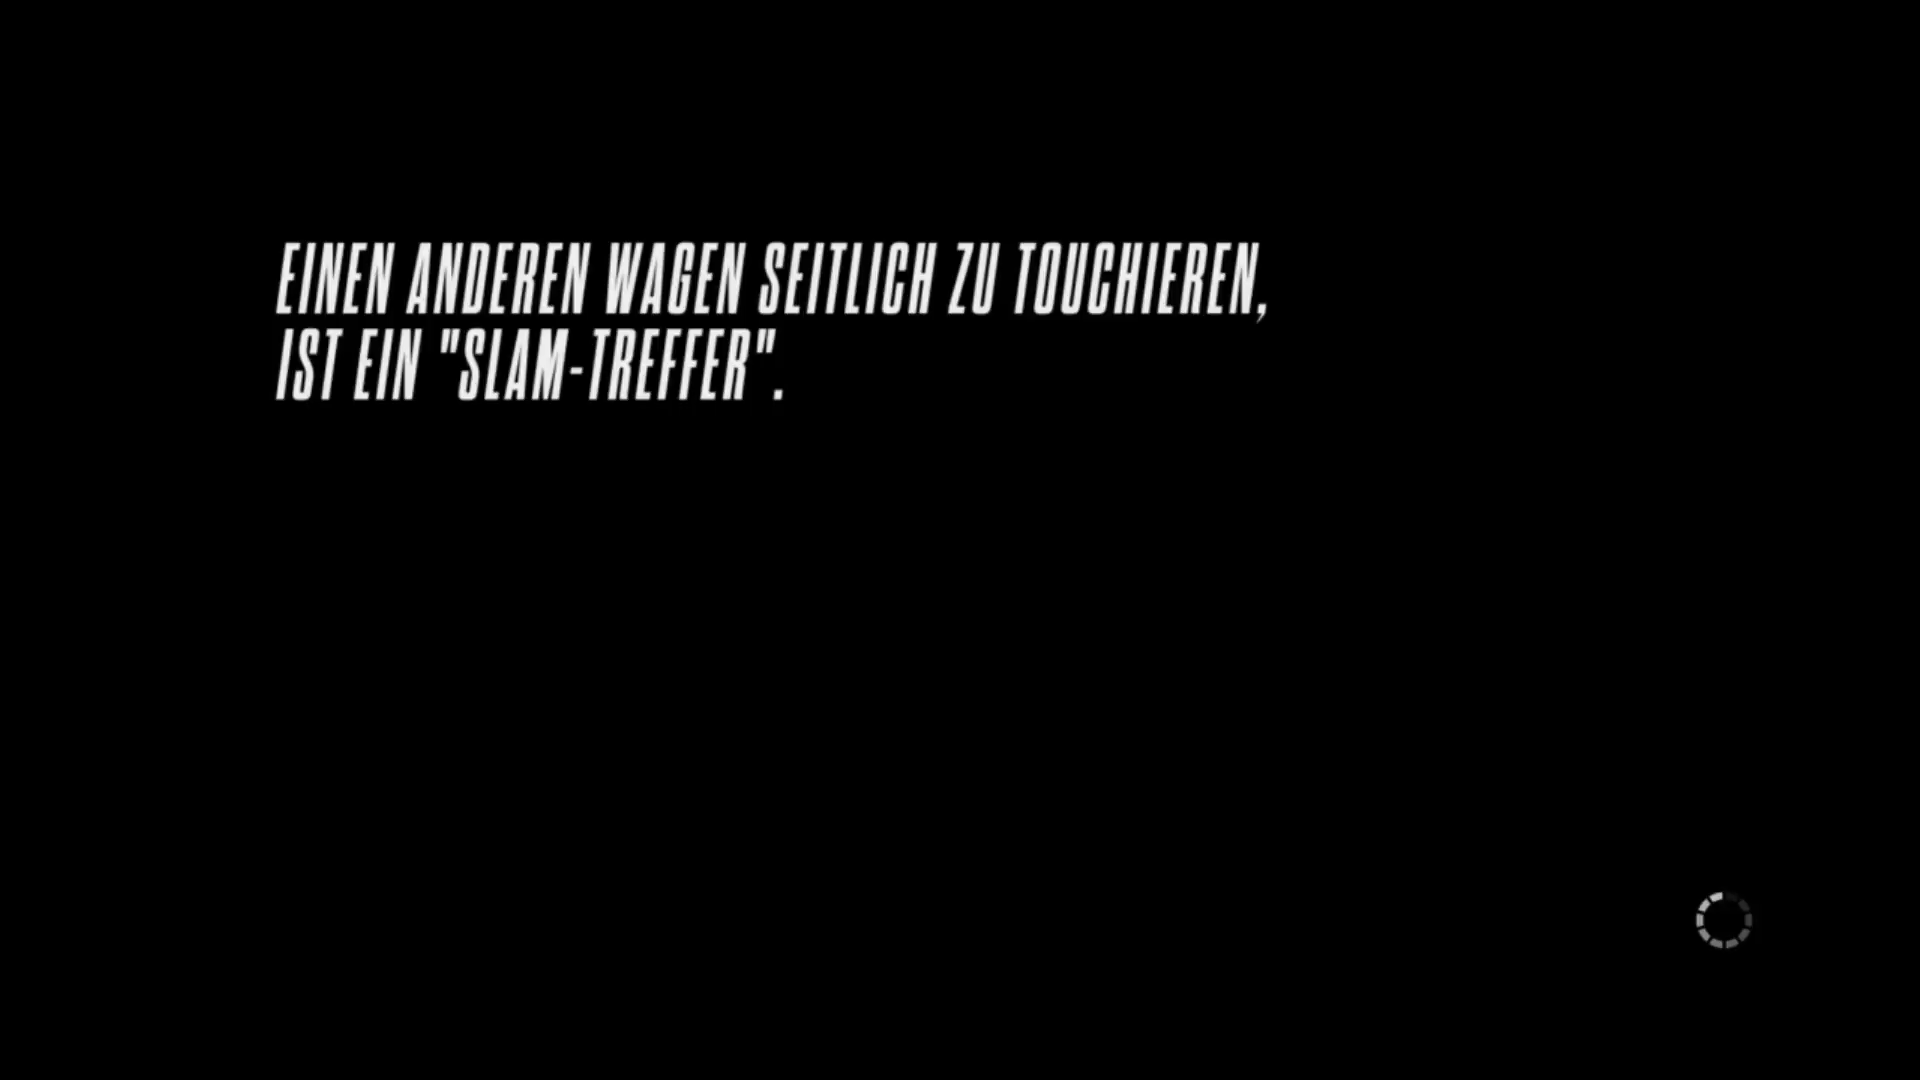 EINEN ANDEREN WAGEN SEITLICH ZU TOUCHIEREN,
IST EIN "SLAM-TREFFER".